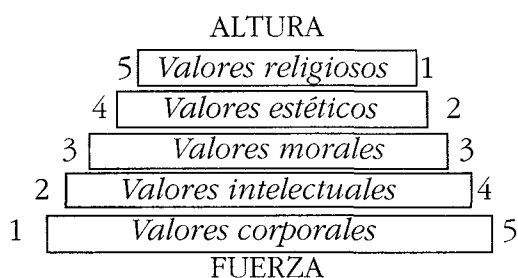 ALTURA
5 Valores religiosos 1
4 Valores estéticos 2
3 Valores morales 3
2 Valores intelectuales 4
1 Valores corporales 5
FUERZA